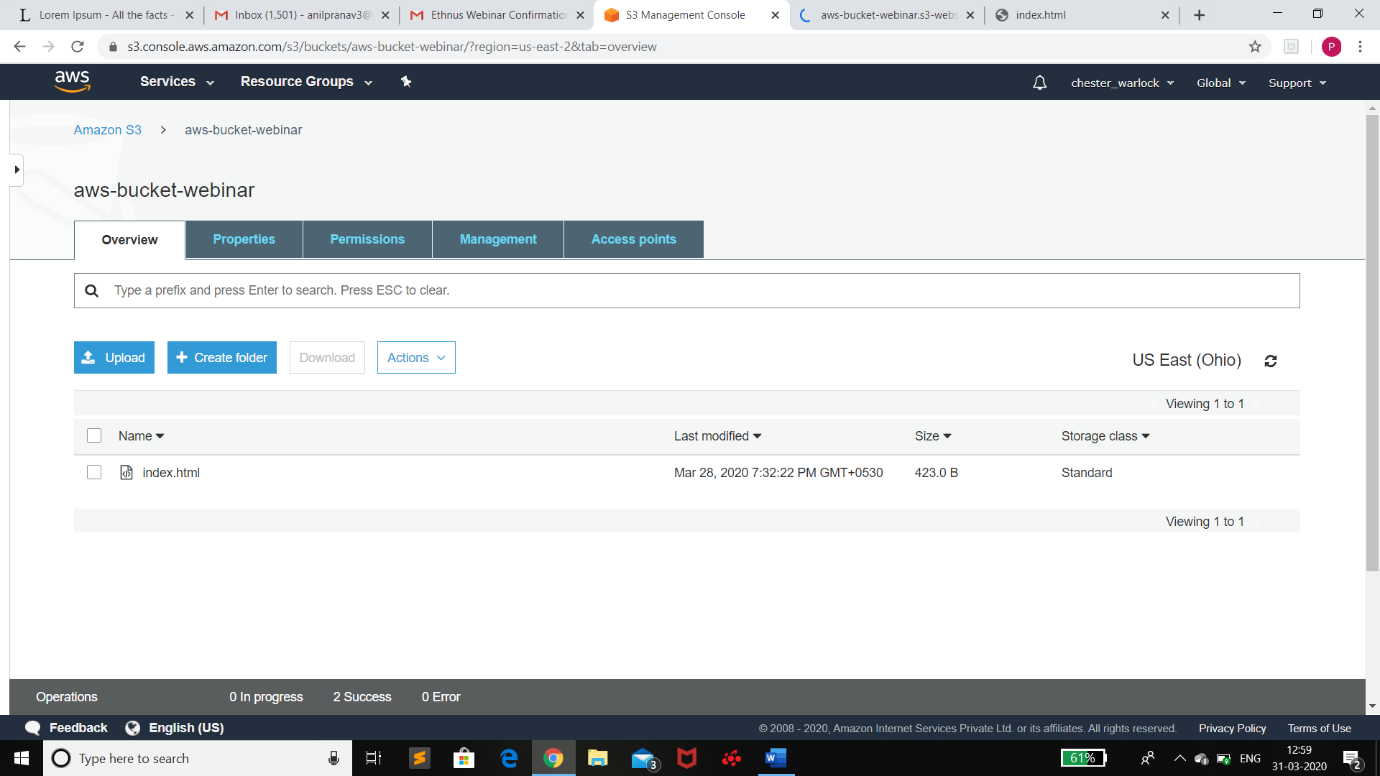 Lorem Ipsum - All the facts -
Inbox (1,501) - anilpranav3@
Ethnus Webinar Confirmation
S3 Management Console
aws-bucket-webinar.s3-webs
index.html
s3.console.aws.amazon.com/s3/buckets/aws-bucket-webinar/?region=us-east-2&tab=overview
P
aws
Services
Resource Groups
chester_warlock
Global
Support
Amazon S3 > aws-bucket-webinar
aws-bucket-webinar
Overview
Properties
Permissions
Management
Access points
Type a prefix and press Enter to search. Press ESC to clear.
Upload
+ Create folder
Download
Actions
US East (Ohio)
Viewing 1 to 1
Name
Last modified
Size
Storage class
index.html
Mar 28, 2020 7:32:22 PM GMT+0530
423.0 B
Standard
Viewing 1 to 1
Operations
0 In progress
2 Success
0 Error
Feedback
English (US)
© 2008 - 2020, Amazon Internet Services Private Ltd. or its affiliates. All rights reserved.
Privacy Policy
Terms of Use
Type here to search
3
W
61%
ENG
12:59
31-03-2020
2